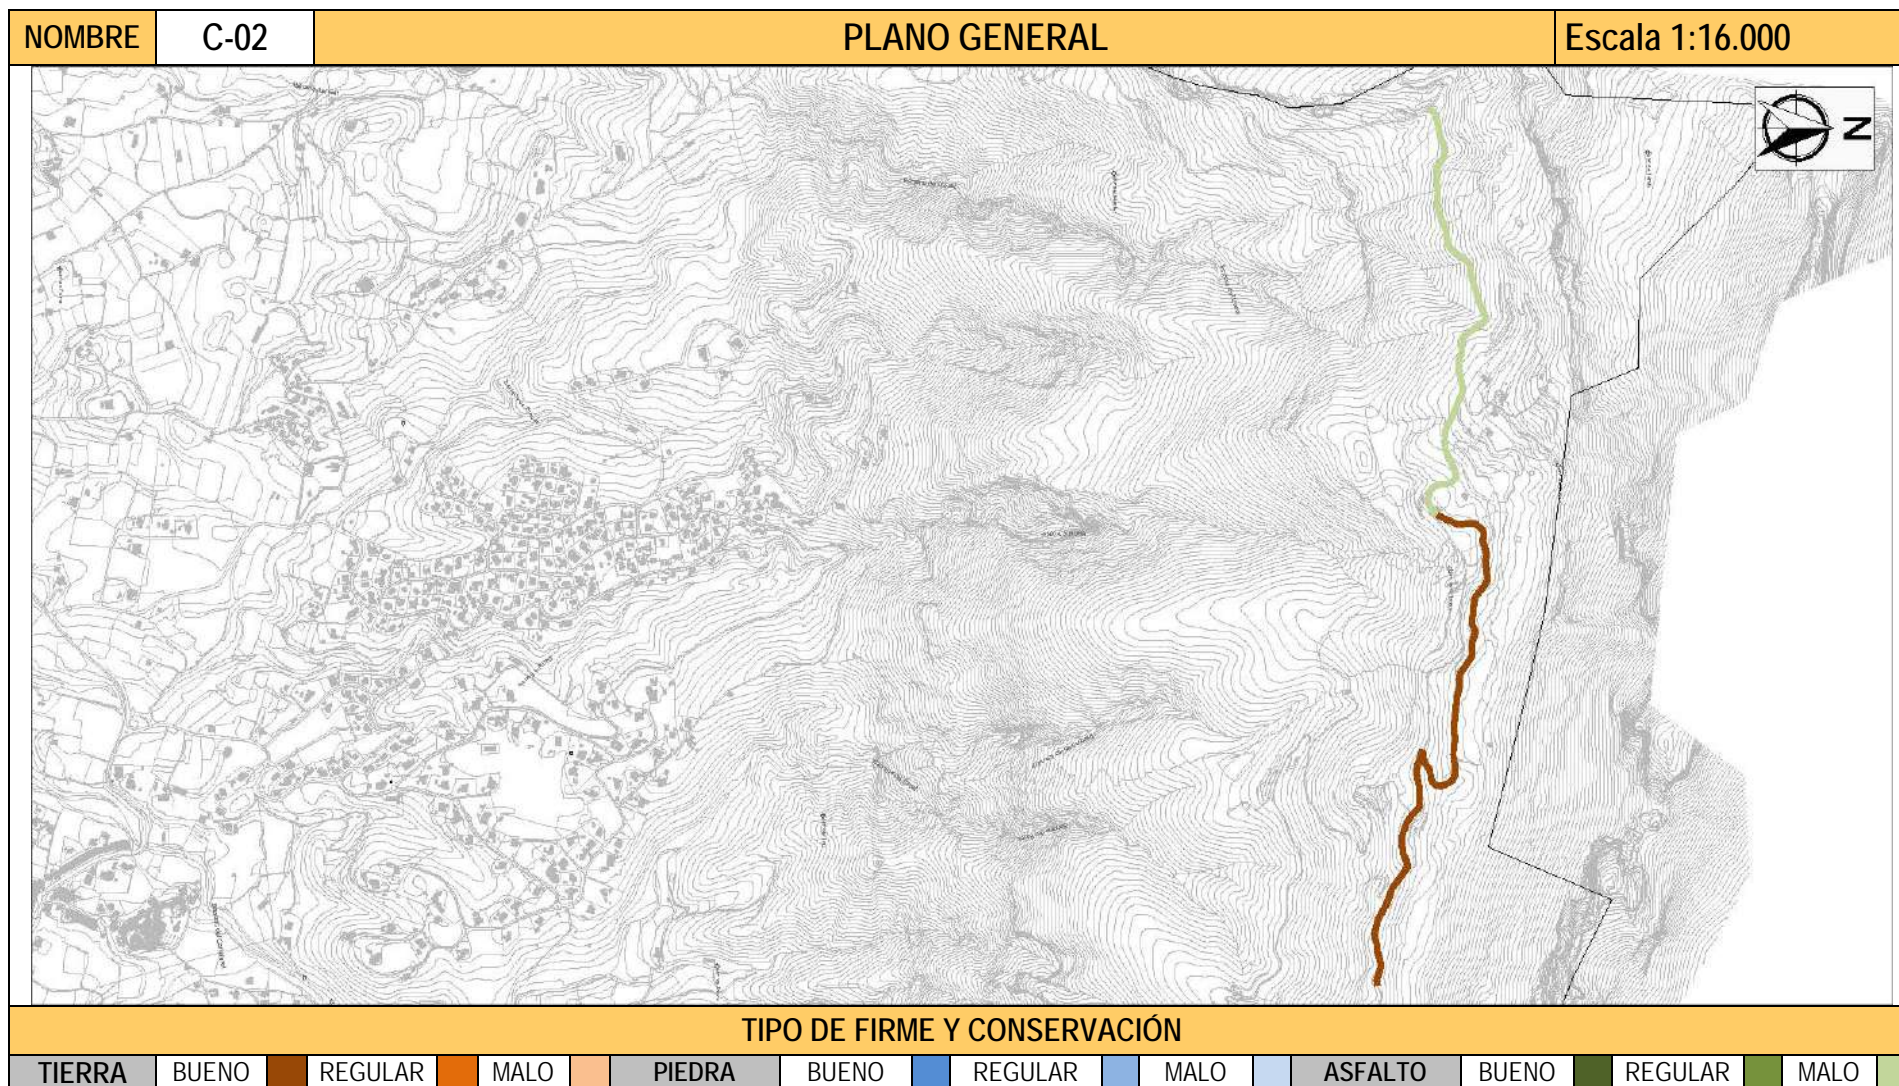 NOMBRE C-02 PLANO GENERAL Escala 1:16.000
N
TIPO DE FIRME Y CONSERVACIÓN
TIERRA BUENO REGULAR MALO PIEDRA BUENO REGULAR MALO ASFALTO BUENO REGULAR MALO